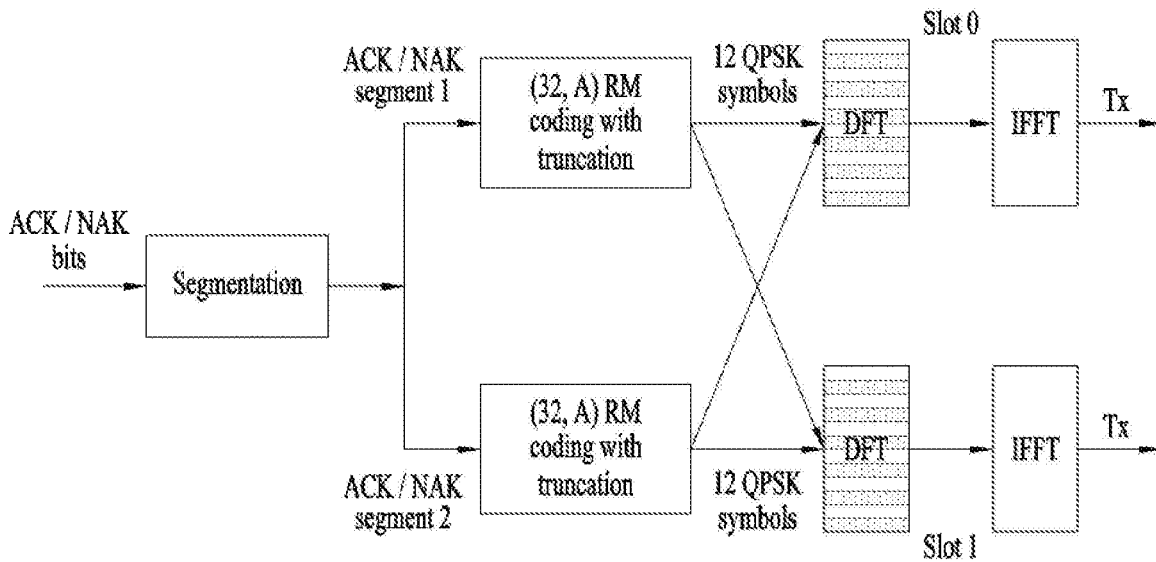 Slot 0
ACK / NAK
segment 1
(32, A) RM
coding with
truncation
12 QPSK
symbols
DFT
IFFT
Tx
ACK / NAK
bits
Segmentation
(32, A) RM
coding with
truncation
ACK / NAK
segment 2
12 QPSK
symbols
DFT
IFFT
Tx
Slot 1